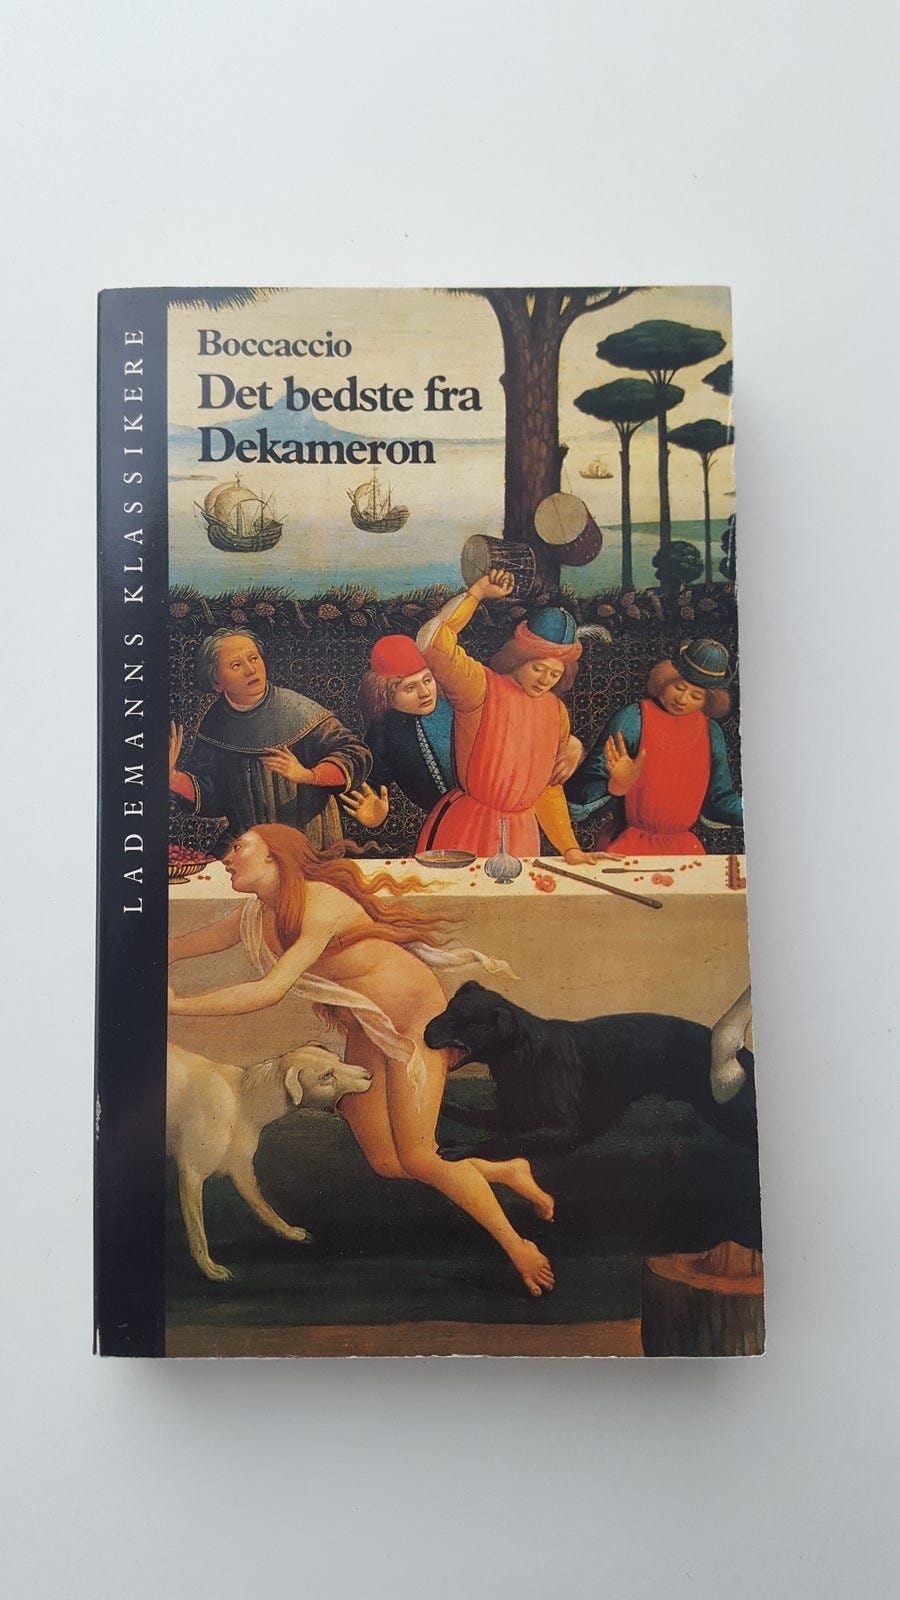 Boccaccio
Det bedste fra
Dekameron
LADEMANNS KLASSIKERE